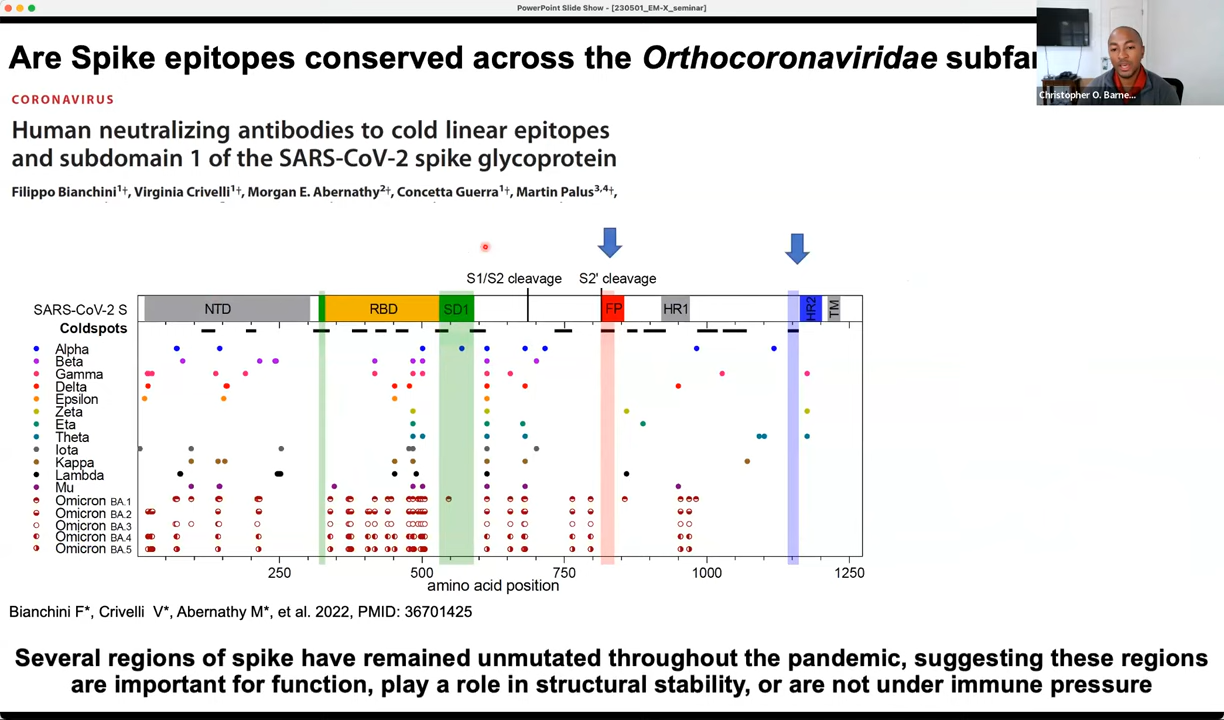 PowerPoint Slide Show - [230501_EM-X_seminar]
Are Spike epitopes conserved across the Orthocoronaviridae subfa
Christopher O. Barne...
CORONAVIRUS
Human neutralizing antibodies to cold linear epitopes
and subdomain 1 of the SARS-CoV-2 spike glycoprotein
Filippo Bianchini1†, Virginia Crivelli1†, Morgan E. Abernathy2†, Concetta Guerra1†, Martin Palus3,4†,
S1/S2 cleavage S2' cleavage
SARS-CoV-2 S NTD RBD SD1 FP HR1 HR2 TM
Coldspots
Alpha
Beta
Gamma
Delta
Epsilon
Zeta
Eta
Theta
Iota
Kappa
Lambda
Mu
Omicron BA.1
Omicron BA.2
Omicron BA.3
Omicron BA.4
Omicron BA.5
250 500 750 1000 1250
amino acid position
Bianchini F*, Crivelli V*, Abernathy M*, et al. 2022, PMID: 36701425
Several regions of spike have remained unmutated throughout the pandemic, suggesting these regions
are important for function, play a role in structural stability, or are not under immune pressure